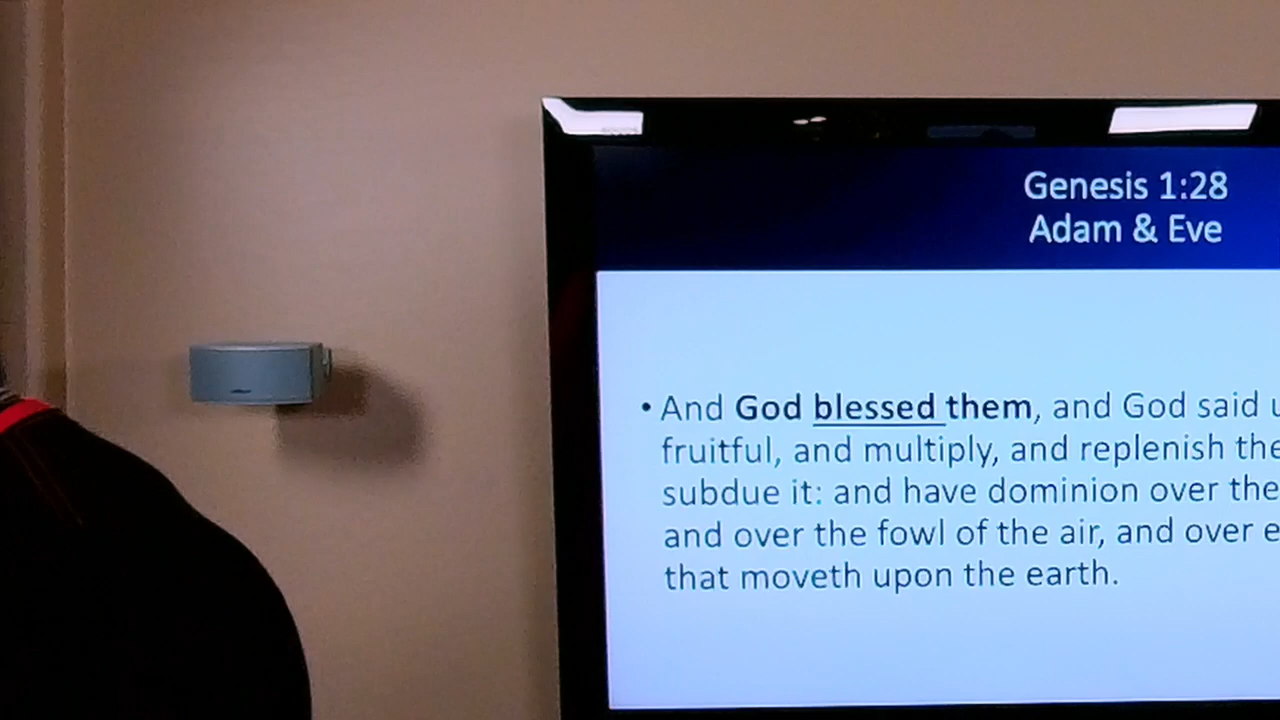 Genesis 1:28
Adam & Eve
• And God blessed them, and God said
fruitful, and multiply, and replenish the
subdue it: and have dominion over the
and over the fowl of the air, and over
that moveth upon the earth.